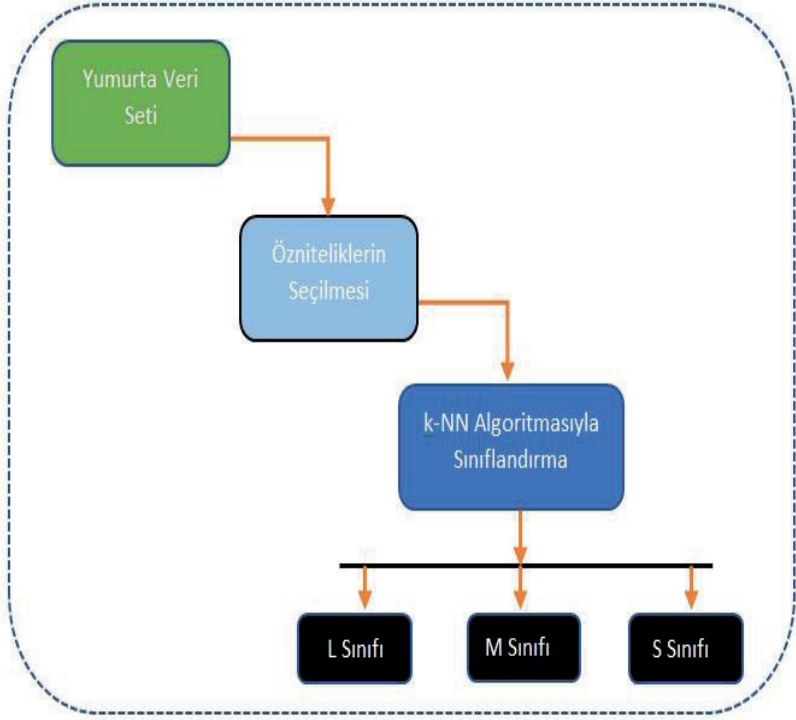 Yumurta Veri
Seti
Özniteliklerin
Seçilmesi
k-NN Algoritmasıyla
Sınıflandırma
L Sınıfı
M Sınıfı
S Sınıfı